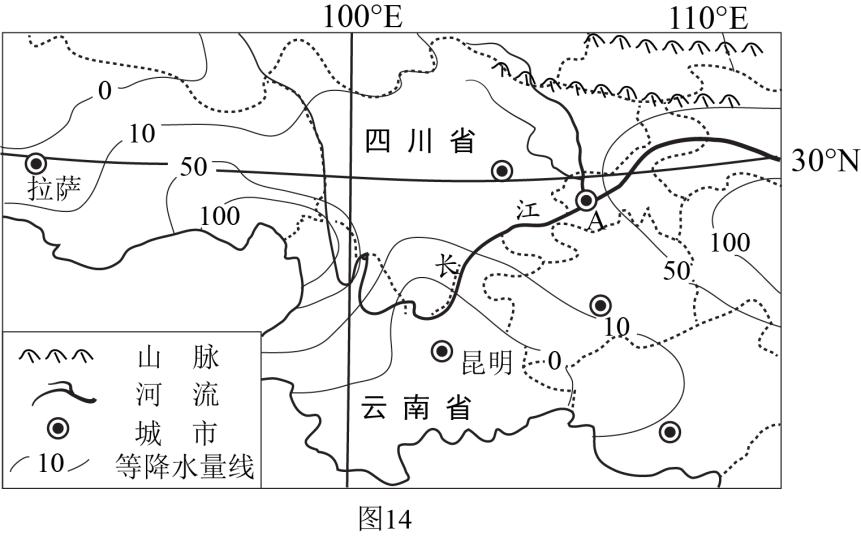 100°E
110°E
0
10
四川省
30°N
50
拉萨
100
江
A
100
长
50
10
昆明
0
云南省
山脉
河流
城市
10 等降水量线
图14